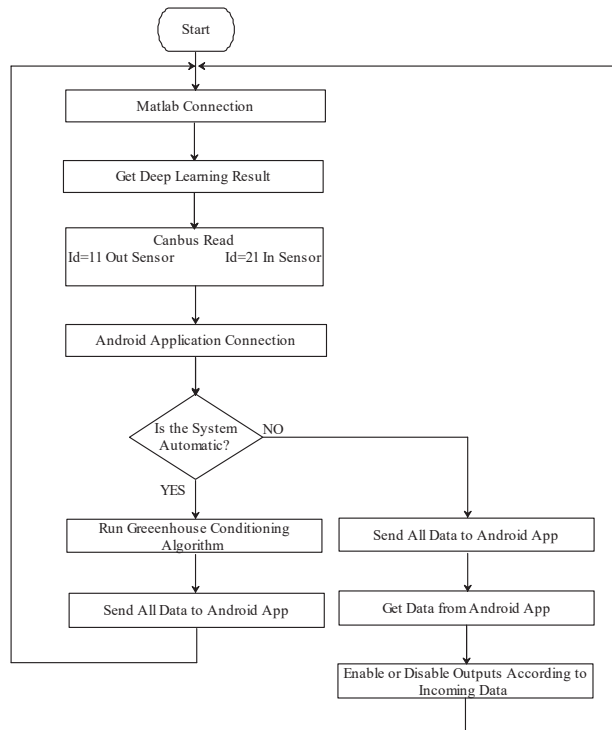 Start
Matlab Connection
Get Deep Learning Result
Canbus Read
Id=11 Out Sensor Id=21 In Sensor
Android Application Connection
Is the System
Automatic?
NO
YES
Run Greeenhouse Conditioning
Algorithm
Send All Data to Android App
Send All Data to Android App
Get Data from Android App
Enable or Disable Outputs According to
Incoming Data